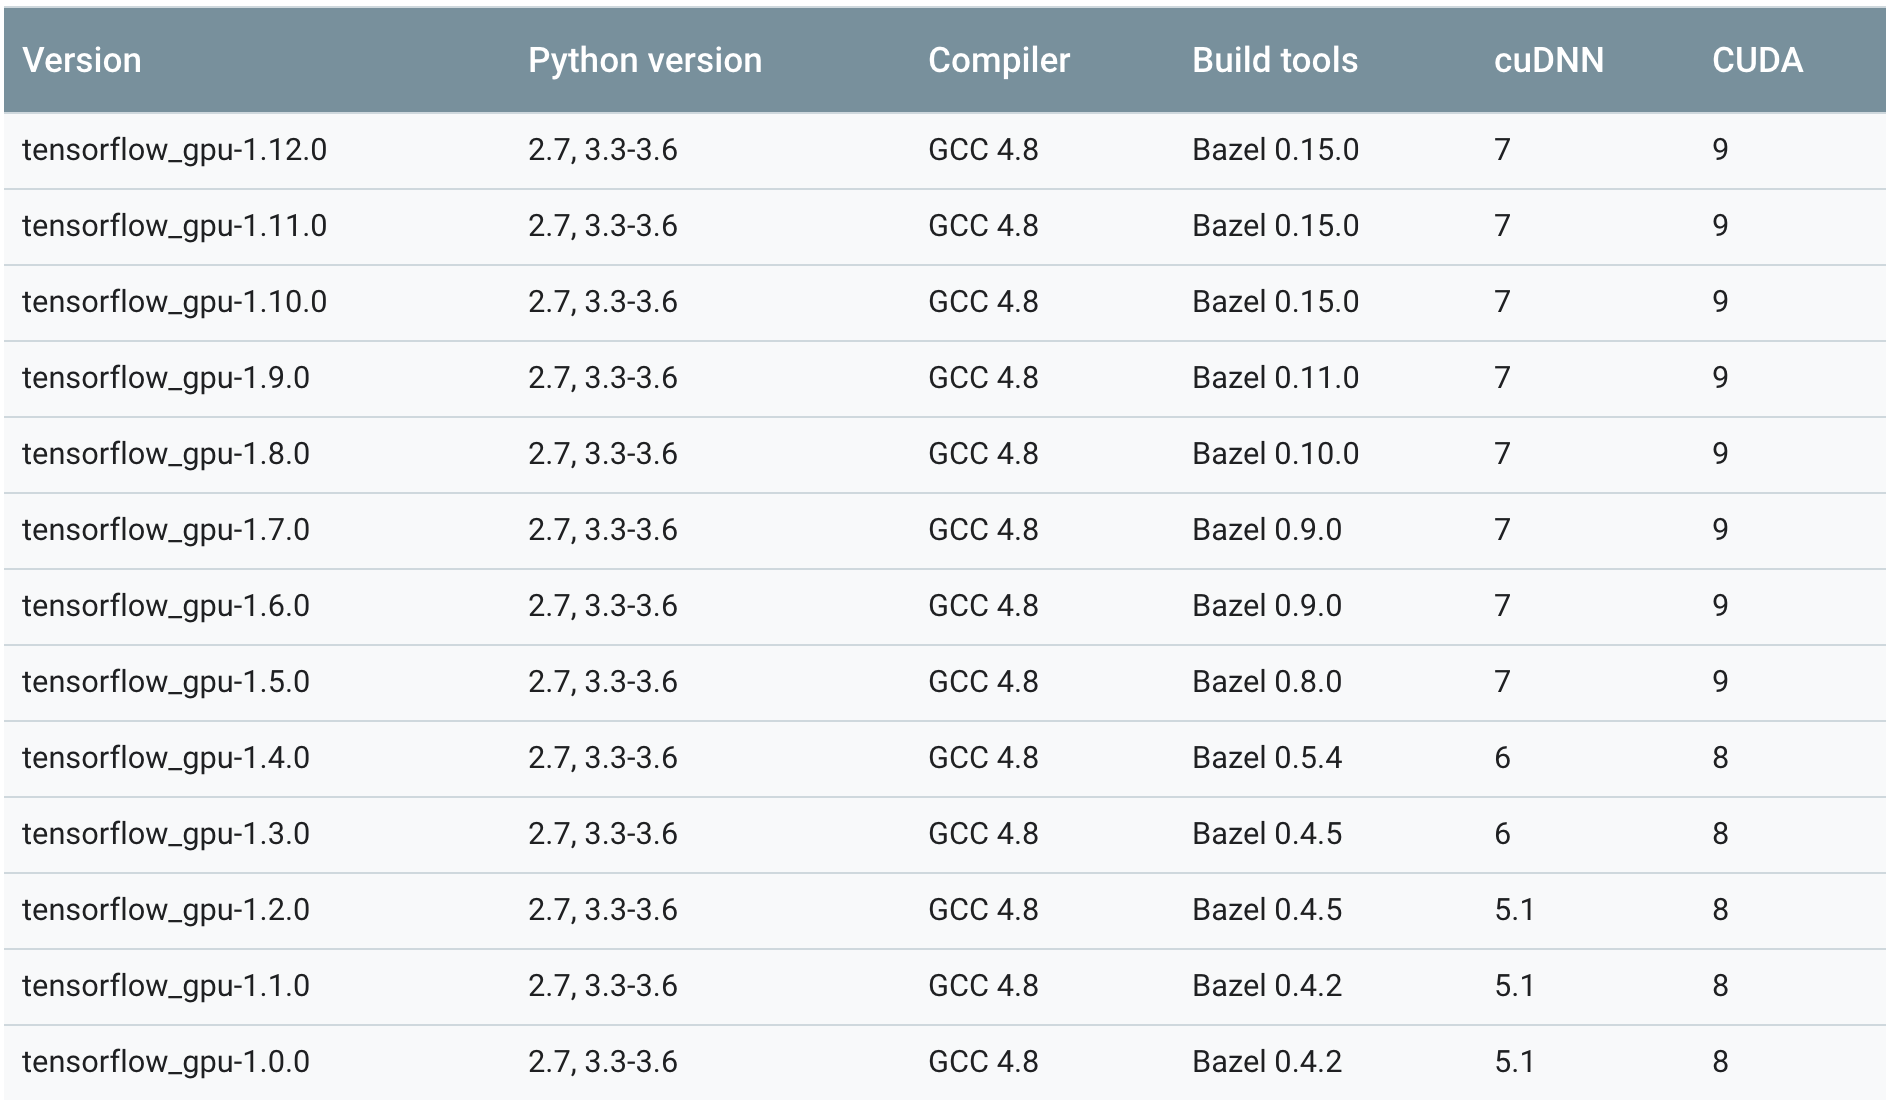 Version Python version Compiler Build tools cuDNN CUDA
tensorflow_gpu-1.12.0 2.7, 3.3-3.6 GCC 4.8 Bazel 0.15.0 7 9
tensorflow_gpu-1.11.0 2.7, 3.3-3.6 GCC 4.8 Bazel 0.15.0 7 9
tensorflow_gpu-1.10.0 2.7, 3.3-3.6 GCC 4.8 Bazel 0.15.0 7 9
tensorflow_gpu-1.9.0 2.7, 3.3-3.6 GCC 4.8 Bazel 0.11.0 7 9
tensorflow_gpu-1.8.0 2.7, 3.3-3.6 GCC 4.8 Bazel 0.10.0 7 9
tensorflow_gpu-1.7.0 2.7, 3.3-3.6 GCC 4.8 Bazel 0.9.0 7 9
tensorflow_gpu-1.6.0 2.7, 3.3-3.6 GCC 4.8 Bazel 0.9.0 7 9
tensorflow_gpu-1.5.0 2.7, 3.3-3.6 GCC 4.8 Bazel 0.8.0 7 9
tensorflow_gpu-1.4.0 2.7, 3.3-3.6 GCC 4.8 Bazel 0.5.4 6 8
tensorflow_gpu-1.3.0 2.7, 3.3-3.6 GCC 4.8 Bazel 0.4.5 6 8
tensorflow_gpu-1.2.0 2.7, 3.3-3.6 GCC 4.8 Bazel 0.4.5 5.1 8
tensorflow_gpu-1.1.0 2.7, 3.3-3.6 GCC 4.8 Bazel 0.4.2 5.1 8
tensorflow_gpu-1.0.0 2.7, 3.3-3.6 GCC 4.8 Bazel 0.4.2 5.1 8